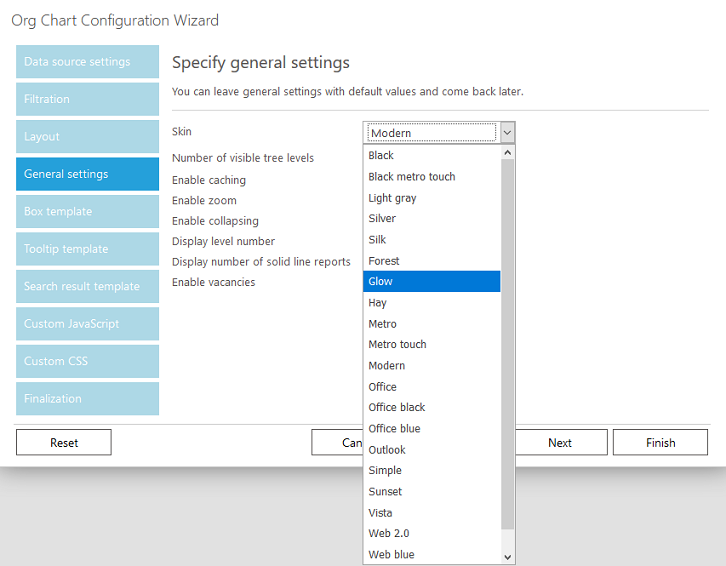 Org Chart Configuration Wizard
Data source settings
Filtration
Layout
General settings
Box template
Tooltip template
Search result template
Custom JavaScript
Custom CSS
Finalization
Specify general settings
You can leave general settings with default values and come back later.
Skin
Modern
Number of visible tree levels
Enable caching
Enable zoom
Enable collapsing
Display level number
Display number of solid line reports
Enable vacancies
Black
Black metro touch
Light gray
Silver
Silk
Forest
Glow
Hay
Metro
Metro touch
Modern
Office
Office black
Office blue
Outlook
Simple
Sunset
Vista
Web 2.0
Web blue
Reset
Can
Next
Finish